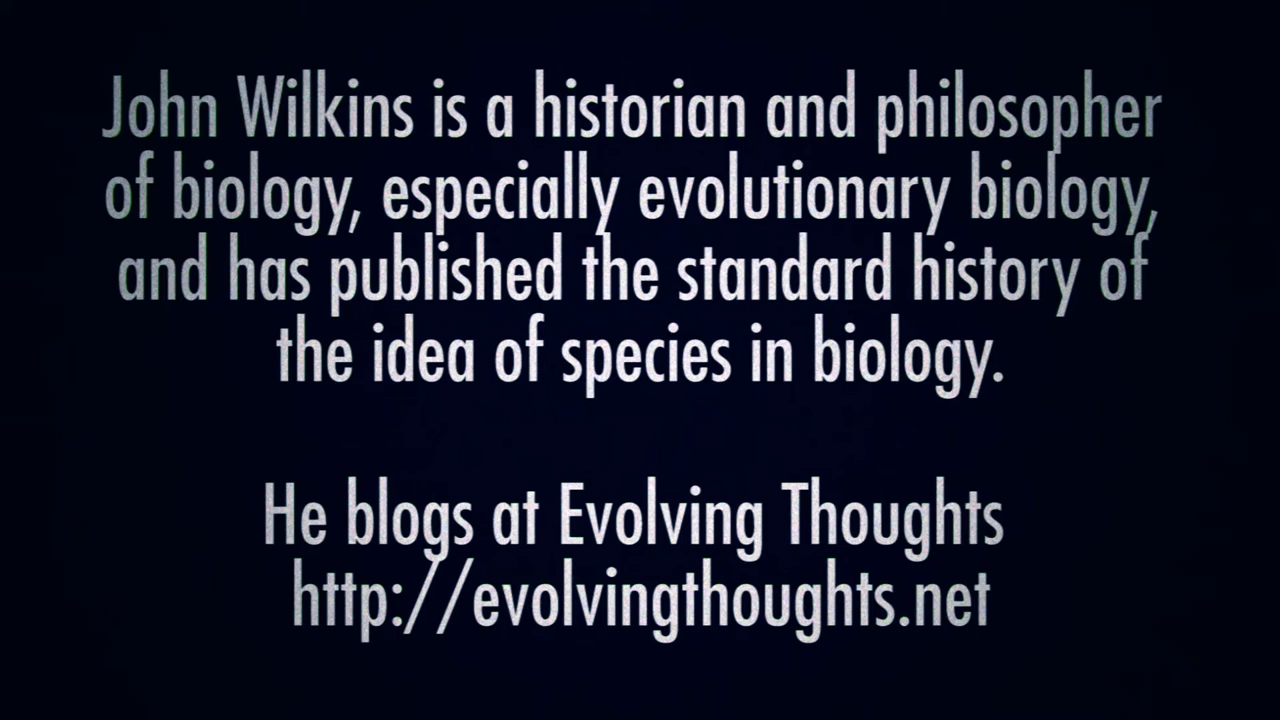 John Wilkins is a historian and philosopher
of biology, especially evolutionary biology,
and has published the standard history of
the idea of species in biology.
He blogs at Evolving Thoughts
http://evolvingthoughts.net